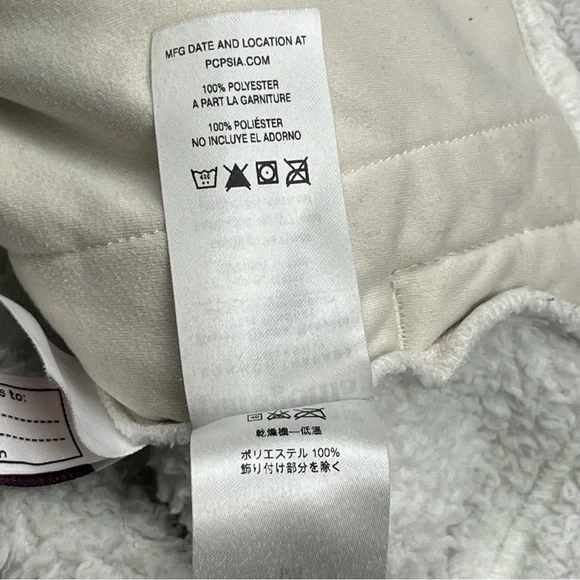 MFG DATE AND LOCATION AT
PCPSIA.COM
100% POLYESTER
A PART LA GARNITURE
100% POLIÉSTER
NO INCLUYE EL ADORNO
s to:
乾燥機—低温
ポリエステル 100%
飾り付け部分を除く